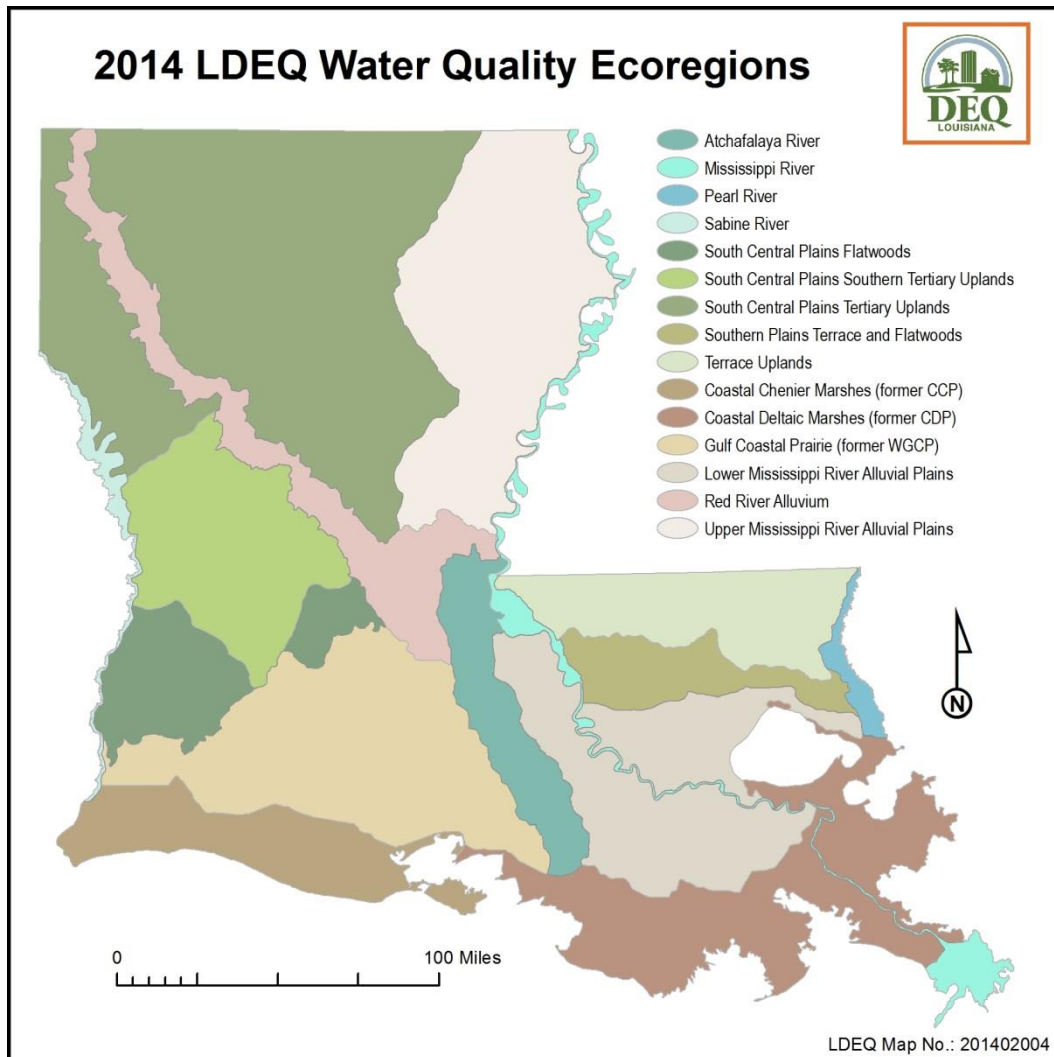 2014 LDEQ Water Quality Ecoregions
DEQ
LOUISIANA
Atchafalaya River
Mississippi River
Pearl River
Sabine River
South Central Plains Flatwoods
South Central Plains Southern Tertiary Uplands
South Central Plains Tertiary Uplands
Southern Plains Terrace and Flatwoods
Terrace Uplands
Coastal Chenier Marshes (former CCP)
Coastal Deltaic Marshes (former CDP)
Gulf Coastal Prairie (former WGCP)
Lower Mississippi River Alluvial Plains
Red River Alluvium
Upper Mississippi River Alluvial Plains
N
0 100 Miles
LDEQ Map No.: 201402004